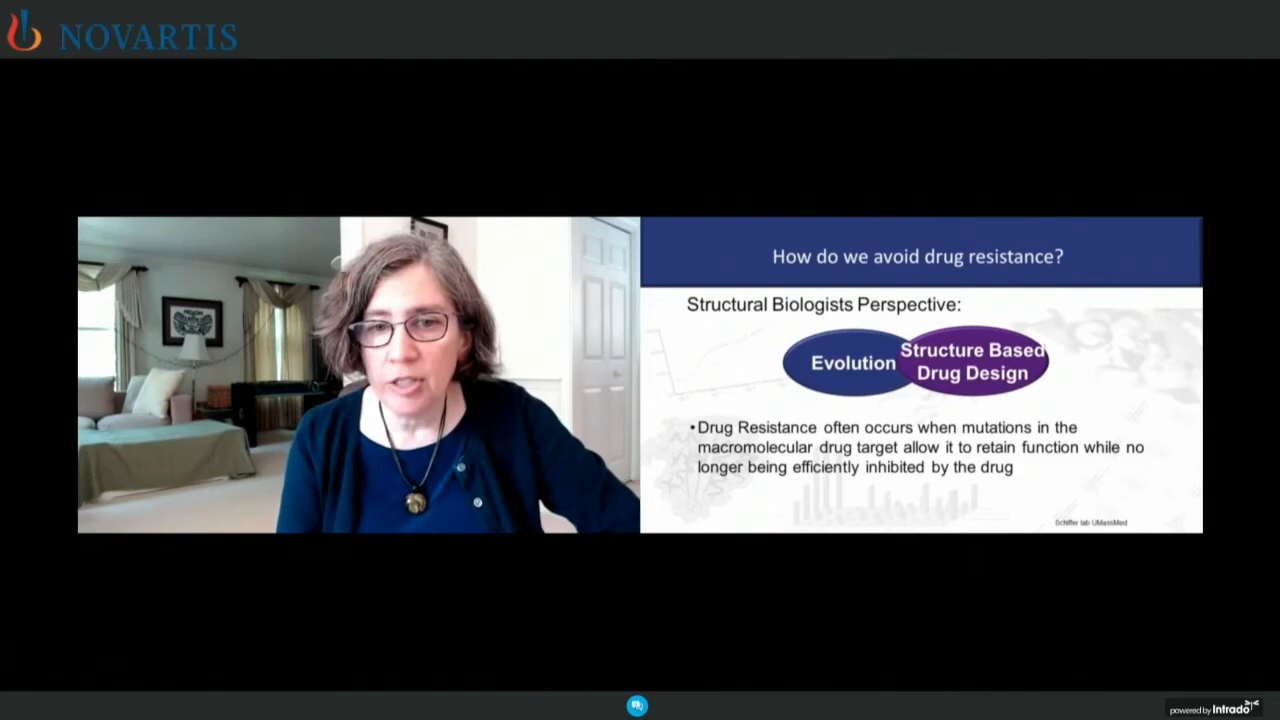 NOVARTIS
How do we avoid drug resistance?
Structural Biologists Perspective:
Evolution
Structure Based
Drug Design
•Drug Resistance often occurs when mutations in the
macromolecular drug target allow it to retain function while no
longer being efficiently inhibited by the drug
Schiffer lab UMassMed
powered by Intrado